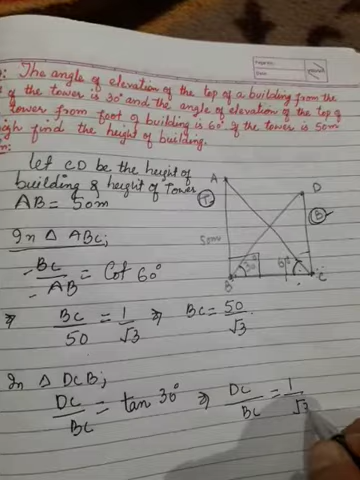 The angle of elevation of the top of a building from the
of the tower is 30° and the angle of elevation of the top of
tower from foot of building is 60° if the tower is 50m
high find the height of building.
let CD be the height of
building & height of Tower
AB = 50m
A
D
T
B
50m
30°
60°
B
C
In △ ABC,
BC/AB = Cot 60°
⇒ BC/50 = 1/√3 ⇒ BC = 50/√3
In △ DCB;
DC/BC = tan 30° ⇒ DC/BC = 1/√3